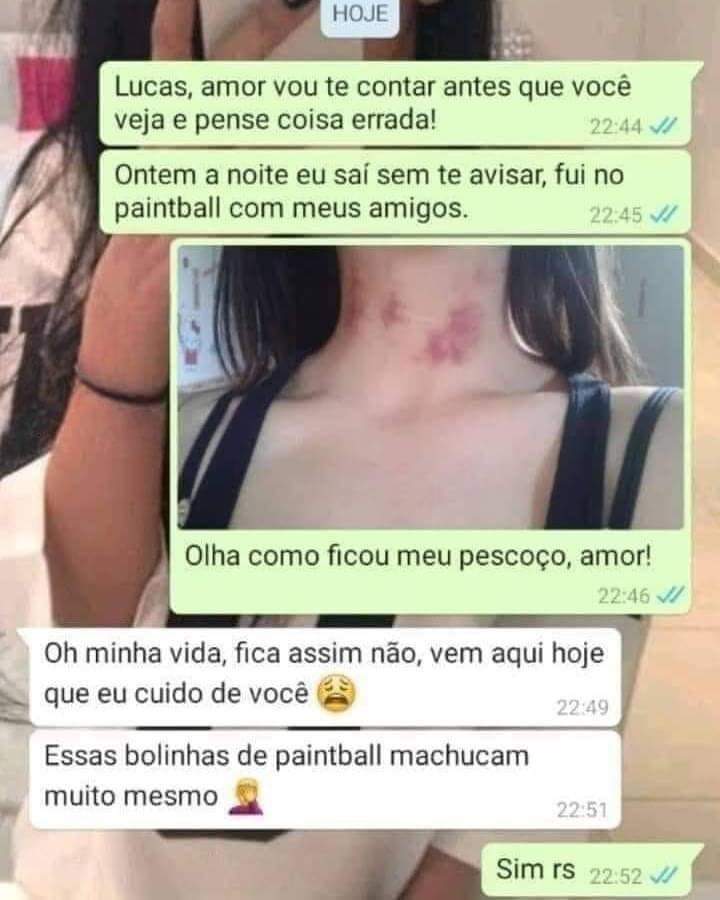 HOJE
Lucas, amor vou te contar antes que você
veja e pense coisa errada!
22:44
Ontem a noite eu saí sem te avisar, fui no
paintball com meus amigos.
22:45
Olha como ficou meu pescoço, amor!
22:46
Oh minha vida, fica assim não, vem aqui hoje
que eu cuido de você 😩
22:49
Essas bolinhas de paintball machucam
muito mesmo 🤦
22:51
Sim rs 22:52